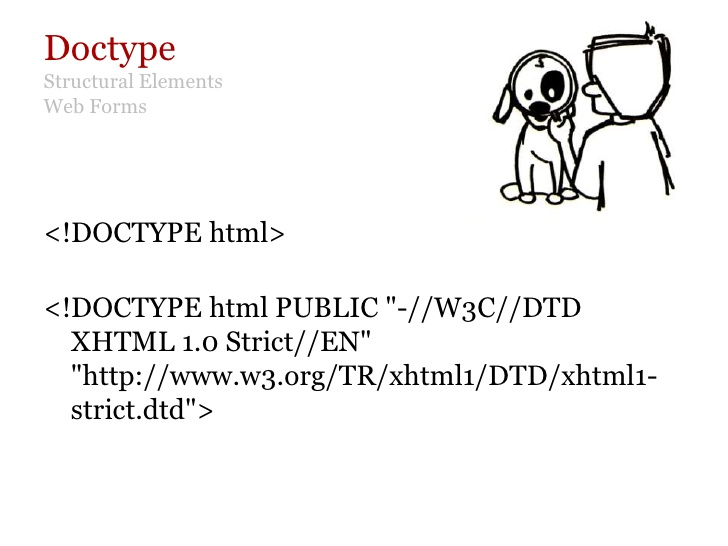 Doctype
Structural Elements
Web Forms
<!DOCTYPE html>
<!DOCTYPE html PUBLIC "-//W3C//DTD
XHTML 1.0 Strict//EN"
"http://www.w3.org/TR/xhtml1/DTD/xhtml1-
strict.dtd">